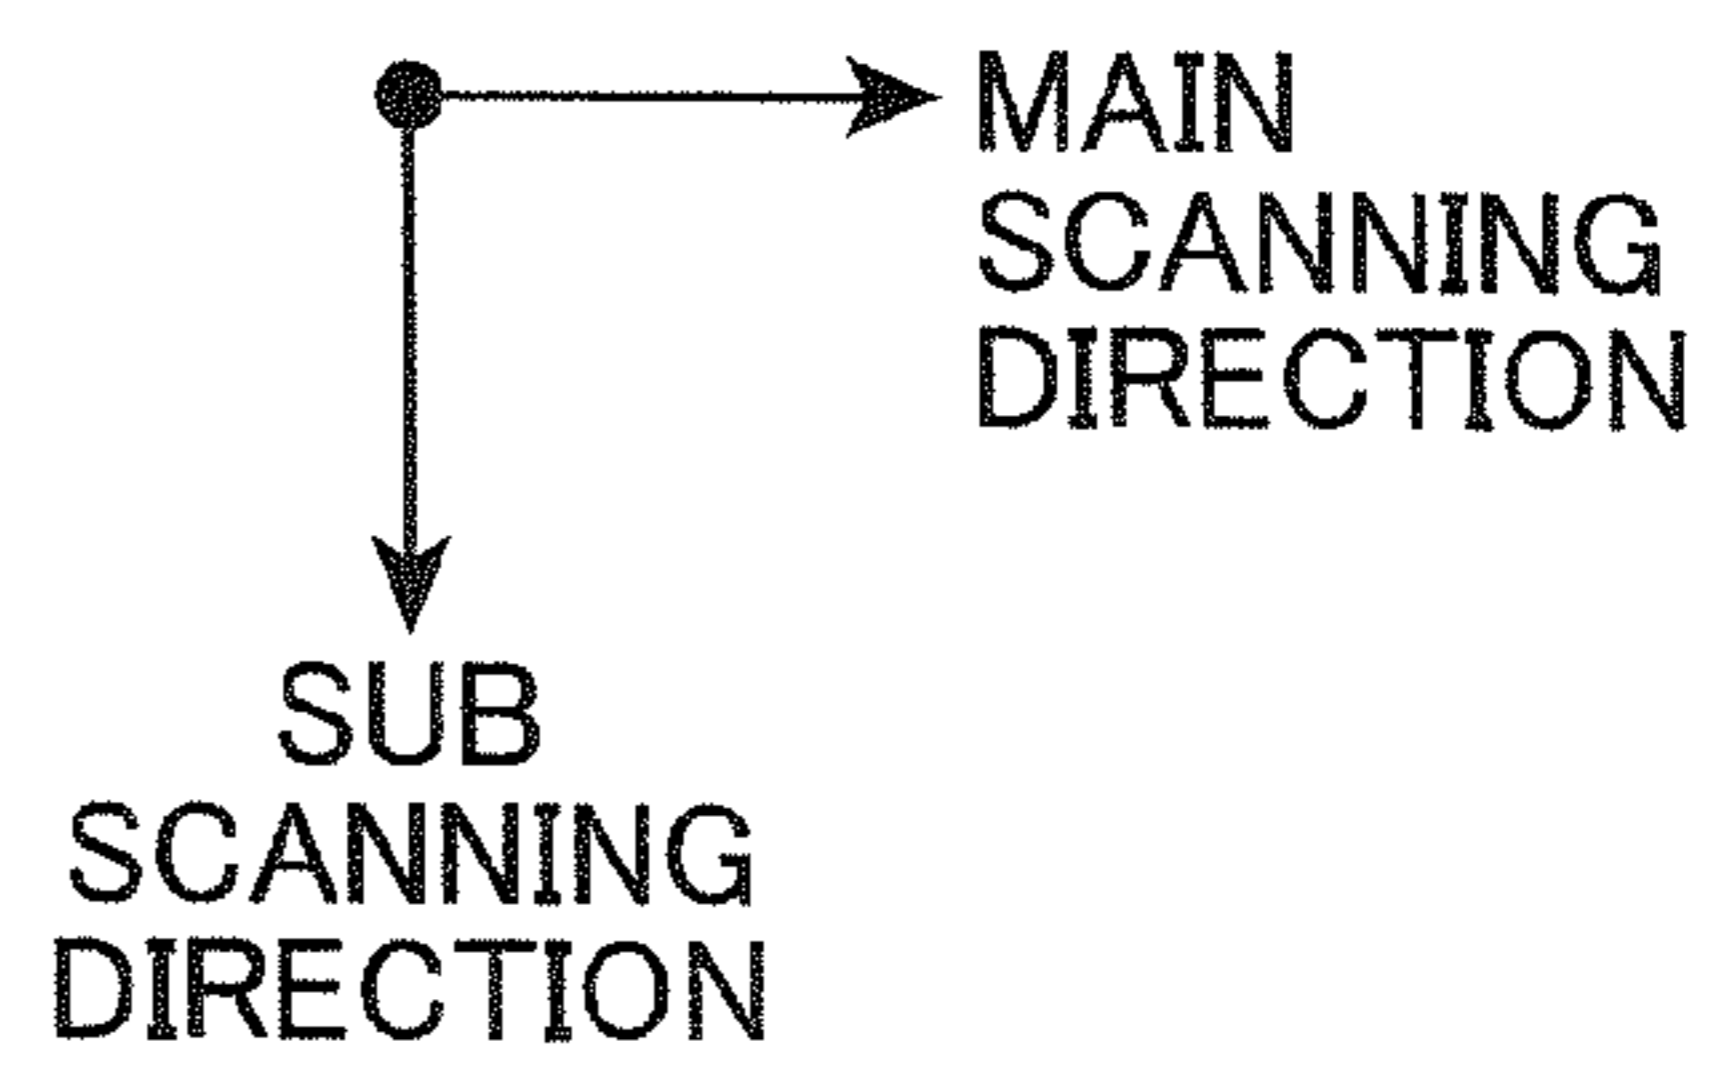 MAIN
SCANNING
DIRECTION
SUB
SCANNING
DIRECTION